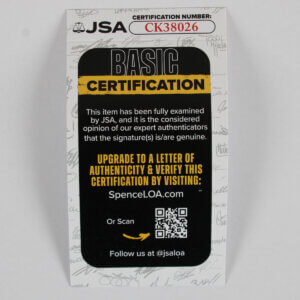 JSA
CERTIFICATION NUMBER:
CK38026
BASIC
CERTIFICATION
This item has been fully examined
by JSA, and it is the considered
opinion of our expert authenticators
that the signature(s) is/are genuine.
UPGRADE TO A LETTER OF
AUTHENTICITY & VERIFY THIS
CERTIFICATION BY VISITING:
SpenceLOA.com
Or Scan
Follow us at @jsaloa